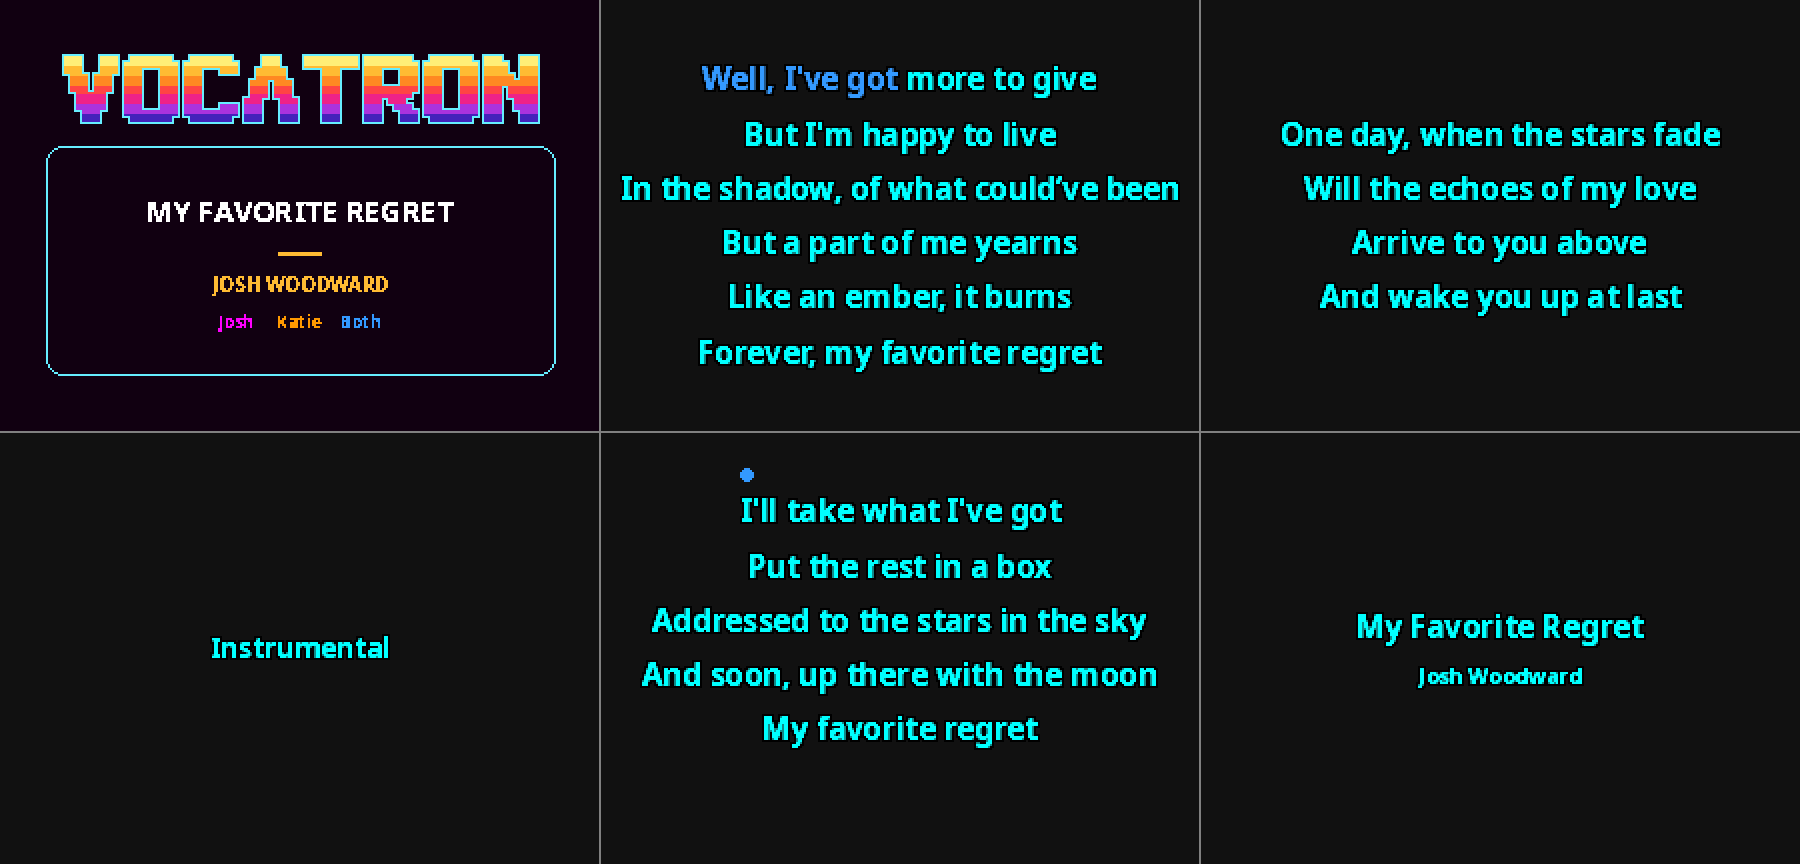 VOCATRON
MY FAVORITE REGRET
JOSH WOODWARD
Josh Katie Both
Well, I've got more to give
But I'm happy to live
In the shadow, of what could‘ve been
But a part of me yearns
Like an ember, it burns
Forever, my favorite regret
One day, when the stars fade
Will the echoes of my love
Arrive to you above
And wake you up at last
Instrumental
I'll take what I've got
Put the rest in a box
Addressed to the stars in the sky
And soon, up there with the moon
My favorite regret
My Favorite Regret
Josh Woodward